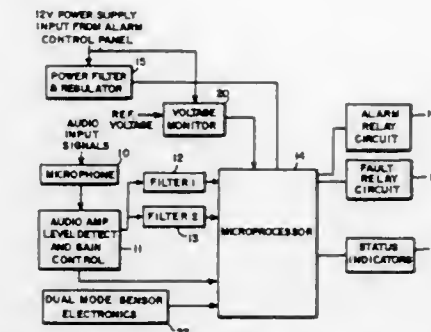 12V POWER SUPPLY
INPUT FROM ALARM
CONTROL PANEL
15
POWER FILTER
& REGULATOR
20
REF.
VOLTAGE
VOLTAGE
MONITOR
AUDIO
INPUT
SIGNALS
10
MICROPHONE
12
FILTER 1
FILTER 2
13
AUDIO AMP
LEVEL DETECT
AND GAIN
CONTROL
11
14
MICROPROCESSOR
ALARM
RELAY
CIRCUIT
FAULT
RELAY
CIRCUIT
STATUS
INDICATORS
DUAL MODE SENSOR
ELECTRONICS